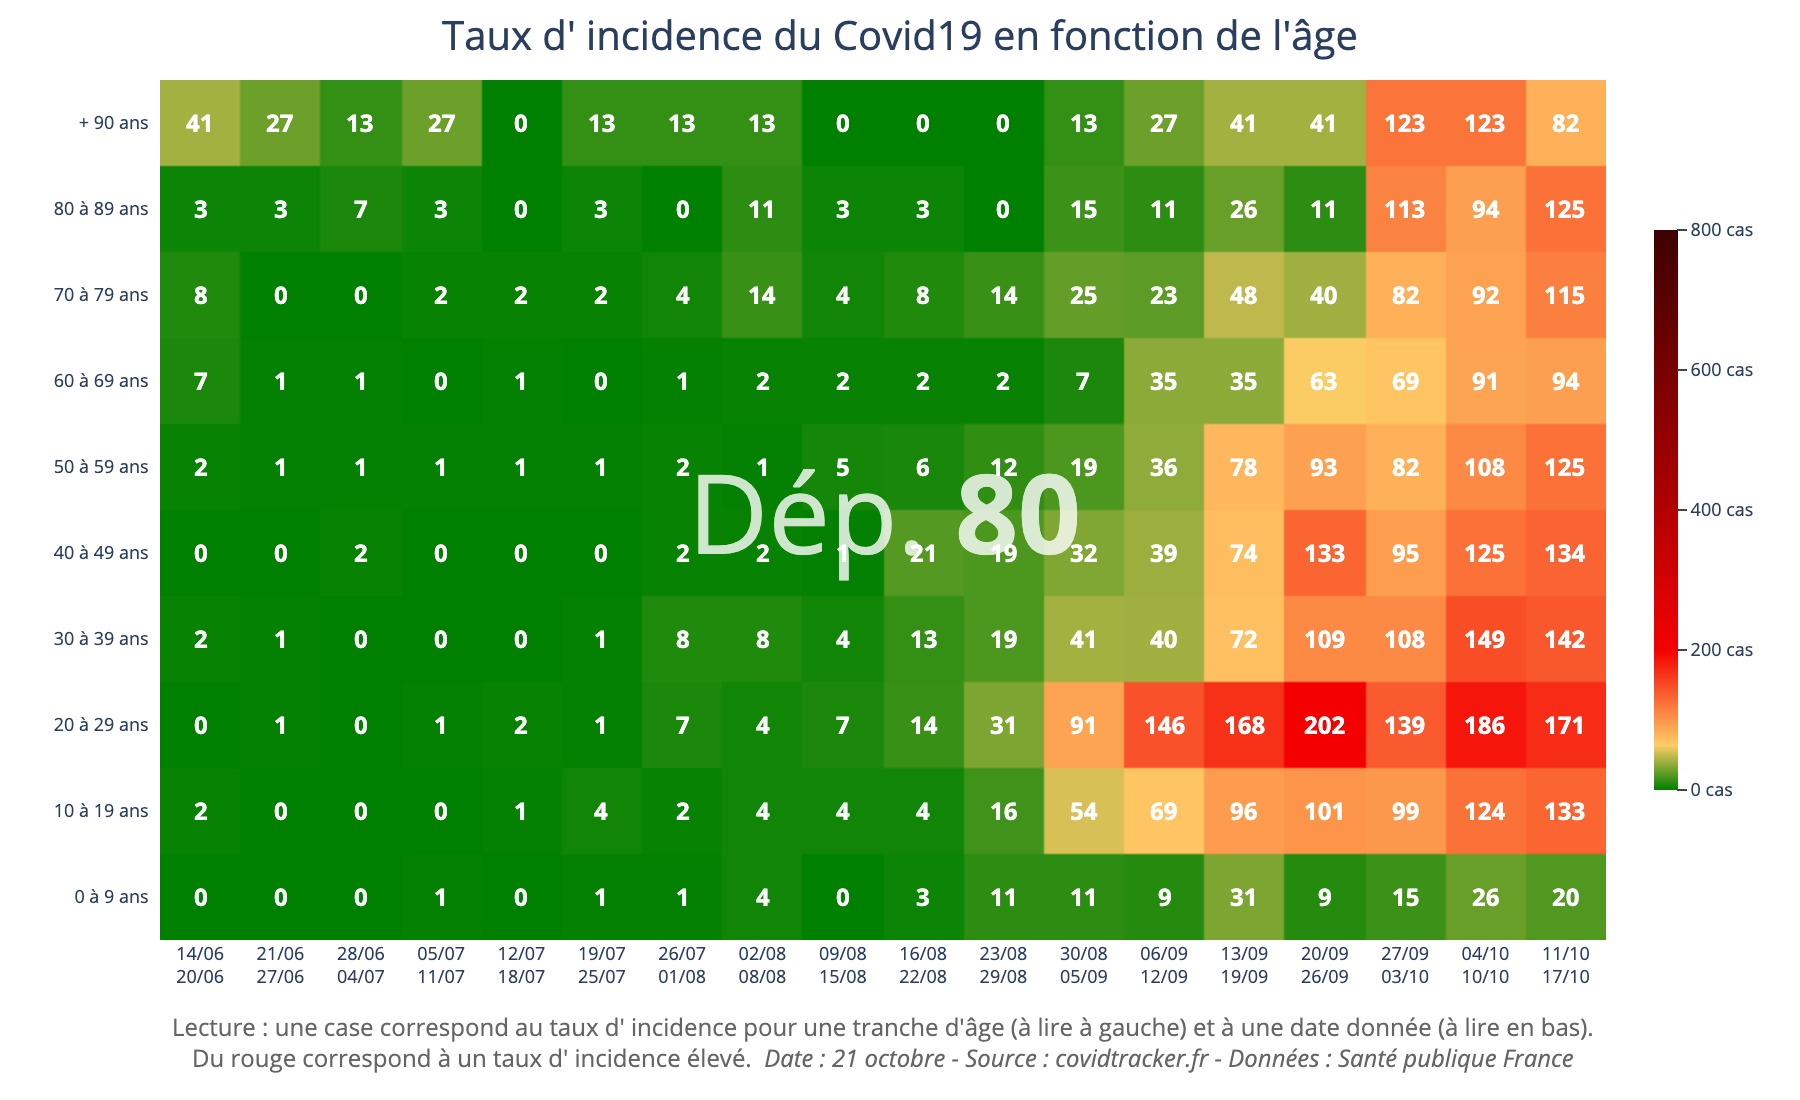 Taux d' incidence du Covid19 en fonction de l'âge
+ 90 ans 41 27 13 27 0 13 13 13 0 0 0 13 27 41 41 123 123 82
80 à 89 ans 3 3 7 3 0 3 0 11 3 3 0 15 11 26 11 113 94 125
800 cas
70 à 79 ans 8 0 0 2 2 2 4 14 4 8 14 25 23 48 40 82 92 115
60 à 69 ans 7 1 1 0 1 0 1 2 2 2 2 7 35 35 63 69 91 94
600 cas
50 à 59 ans 2 1 1 1 1 1 2 1 5 6 12 19 36 78 93 82 108 125
Dép. 80
400 cas
40 à 49 ans 0 0 2 0 0 0 2 2 1 21 19 32 39 74 133 95 125 134
30 à 39 ans 2 1 0 0 0 1 8 8 4 13 19 41 40 72 109 108 149 142
200 cas
20 à 29 ans 0 1 0 1 2 1 7 4 7 14 31 91 146 168 202 139 186 171
0 cas
10 à 19 ans 2 0 0 0 1 4 2 4 4 4 16 54 69 96 101 99 124 133
0 à 9 ans 0 0 0 1 0 1 1 4 0 3 11 11 9 31 9 15 26 20
14/06 21/06 28/06 05/07 12/07 19/07 26/07 02/08 09/08 16/08 23/08 30/08 06/09 13/09 20/09 27/09 04/10 11/10
20/06 27/06 04/07 11/07 18/07 25/07 01/08 08/08 15/08 22/08 29/08 05/09 12/09 19/09 26/09 03/10 10/10 17/10
Lecture : une case correspond au taux d' incidence pour une tranche d'âge (à lire à gauche) et à une date donnée (à lire en bas).
Du rouge correspond à un taux d' incidence élevé. Date : 21 octobre - Source : covidtracker.fr - Données : Santé publique France